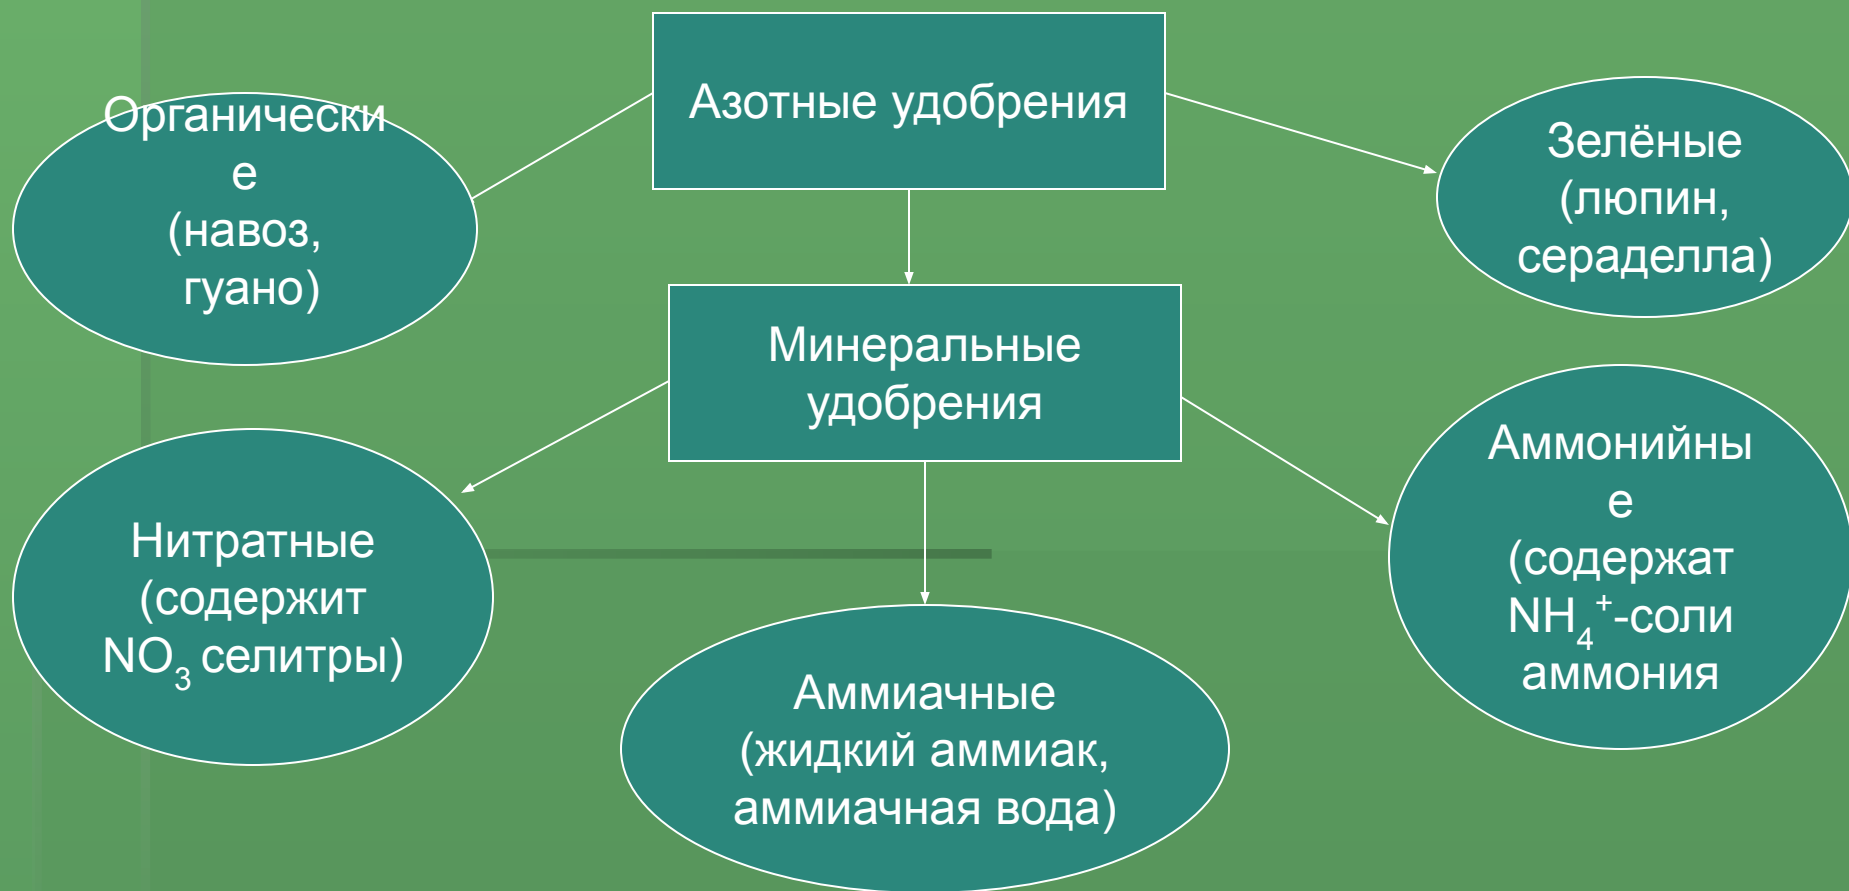 Азотные удобрения
Органически
е
(навоз,
гуано)
Зелёные
(люпин,
сераделла)
Минеральные
удобрения
Нитратные
(содержит
NO₃ селитры)
Аммиачные
(жидкий аммиак,
аммиачная вода)
Аммонийны
е
(содержат
NH₄⁺-соли
аммония